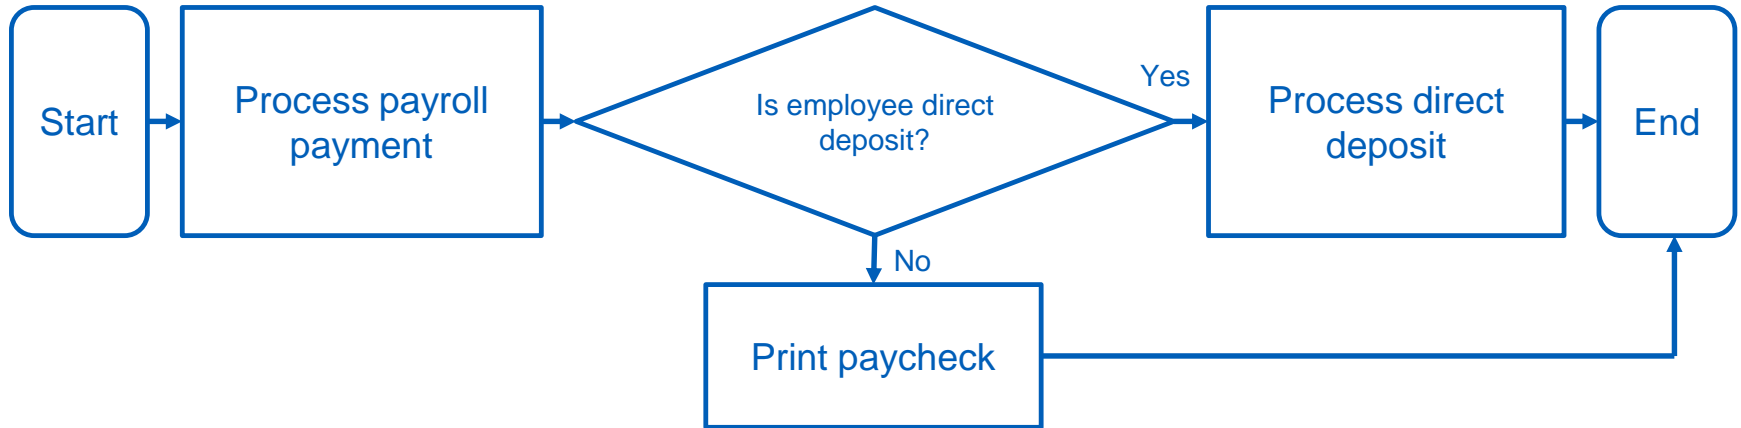 Start
Process payroll
payment
Is employee direct
deposit?
Yes
Process direct
deposit
End
No
Print paycheck